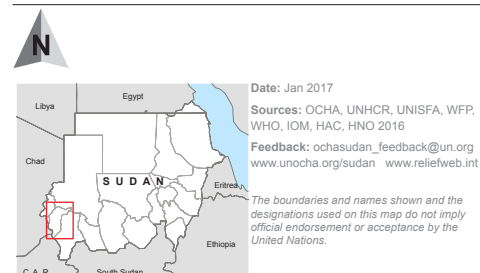 N
Libya
Egypt
Chad
SUDAN
Eritrea
Ethiopia
C. A. R
South Sudan
Date: Jan 2017
Sources: OCHA, UNHCR, UNISFA, WFP,
WHO, IOM, HAC, HNO 2016
Feedback: ochasudan_feedback@un.org
www.unocha.org/sudan www.reliefweb.int
The boundaries and names shown and the
designations used on this map do not imply
official endorsement or acceptance by the
United Nations.